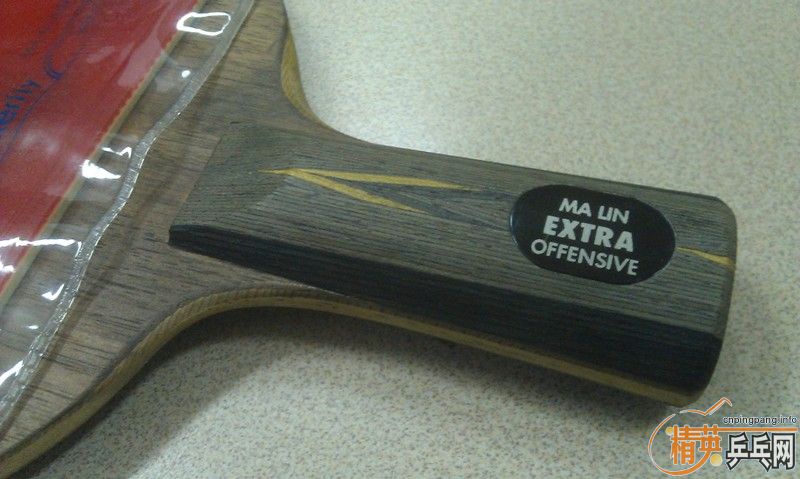 MA LIN
EXTRA
OFFENSIVE
cnpingpang.info
精英乒乓网